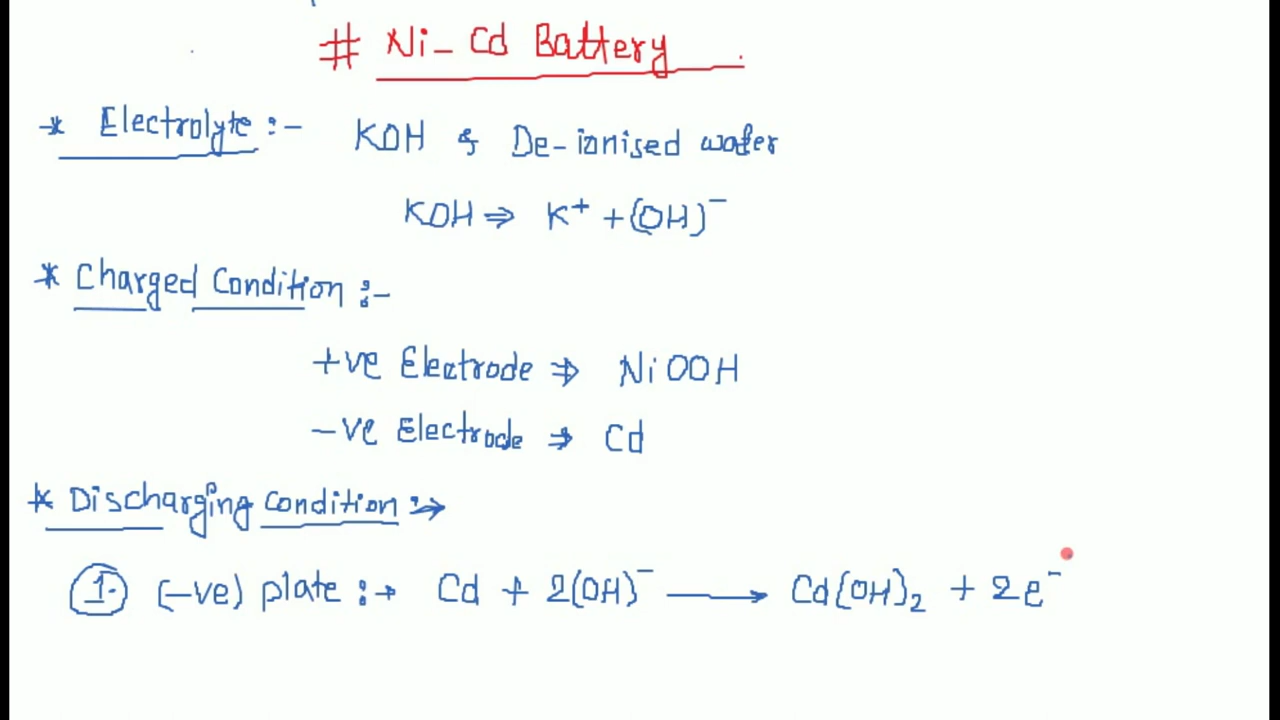 # Ni-Cd Battery
* Electrolyte :- KOH & De-ionised water
KOH ⇒ K⁺ + (OH)⁻
* Charged Condition :-
+ve Electrode ⇒ NiOOH
-ve Electrode ⇒ Cd
* Discharging condition :→
1. (-ve) plate :→ Cd + 2(OH)⁻ ⟶ Cd(OH)₂ + 2e⁻